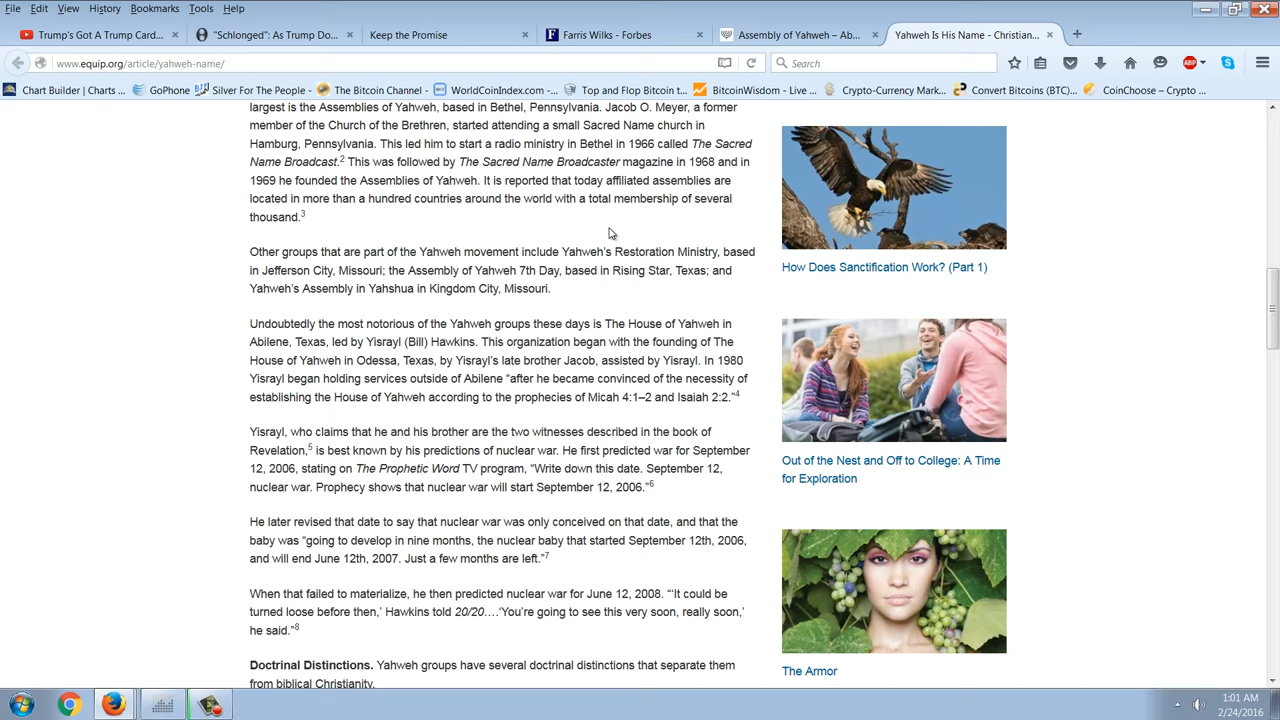 File Edit View History Bookmarks Tools Help
Trump's Got A Trump Card...
"Schlonged": As Trump Do...
Keep the Promise
Farris Wilks - Forbes
Assembly of Yahweh – Ab...
Yahweh Is His Name - Christian...
www.equip.org/article/yahweh-name/
Search
ABP
Chart Builder | Charts ...
GoPhone
Silver For The People
The Bitcoin Channel
WorldCoinIndex.com...
Top and Flop Bitcoin t...
BitcoinWisdom - Live ...
Crypto-Currency Mark...
Convert Bitcoins (BTC)...
CoinChoose – Crypto ...
largest is the Assemblies of Yahweh, based in Bethel, Pennsylvania. Jacob O. Meyer, a former
member of the Church of the Brethren, started attending a small Sacred Name church in
Hamburg, Pennsylvania. This led him to start a radio ministry in Bethel in 1966 called The Sacred
Name Broadcast.2 This was followed by The Sacred Name Broadcaster magazine in 1968 and in
1969 he founded the Assemblies of Yahweh. It is reported that today affiliated assemblies are
located in more than a hundred countries around the world with a total membership of several
thousand.3
Other groups that are part of the Yahweh movement include Yahweh's Restoration Ministry, based
in Jefferson City, Missouri; the Assembly of Yahweh 7th Day, based in Rising Star, Texas; and
Yahweh's Assembly in Yahshua in Kingdom City, Missouri.
Undoubtedly the most notorious of the Yahweh groups these days is The House of Yahweh in
Abilene, Texas, led by Yisrayl (Bill) Hawkins. This organization began with the founding of The
House of Yahweh in Odessa, Texas, by Yisrayl's late brother Jacob, assisted by Yisrayl. In 1980
Yisrayl began holding services outside of Abilene "after he became convinced of the necessity of
establishing the House of Yahweh according to the prophecies of Micah 4:1–2 and Isaiah 2:2."4
Yisrayl, who claims that he and his brother are the two witnesses described in the book of
Revelation,5 is best known by his predictions of nuclear war. He first predicted war for September
12, 2006, stating on The Prophetic Word TV program, "Write down this date. September 12,
nuclear war. Prophecy shows that nuclear war will start September 12, 2006."6
He later revised that date to say that nuclear war was only conceived on that date, and that the
baby was "going to develop in nine months, the nuclear baby that started September 12th, 2006,
and will end June 12th, 2007. Just a few months are left."7
When that failed to materialize, he then predicted nuclear war for June 12, 2008. "'It could be
turned loose before then,' Hawkins told 20/20….'You're going to see this very soon, really soon,'
he said."8
Doctrinal Distinctions. Yahweh groups have several doctrinal distinctions that separate them
from biblical Christianity.
How Does Sanctification Work? (Part 1)
Out of the Nest and Off to College: A Time
for Exploration
The Armor
1:01 AM
2/24/2016